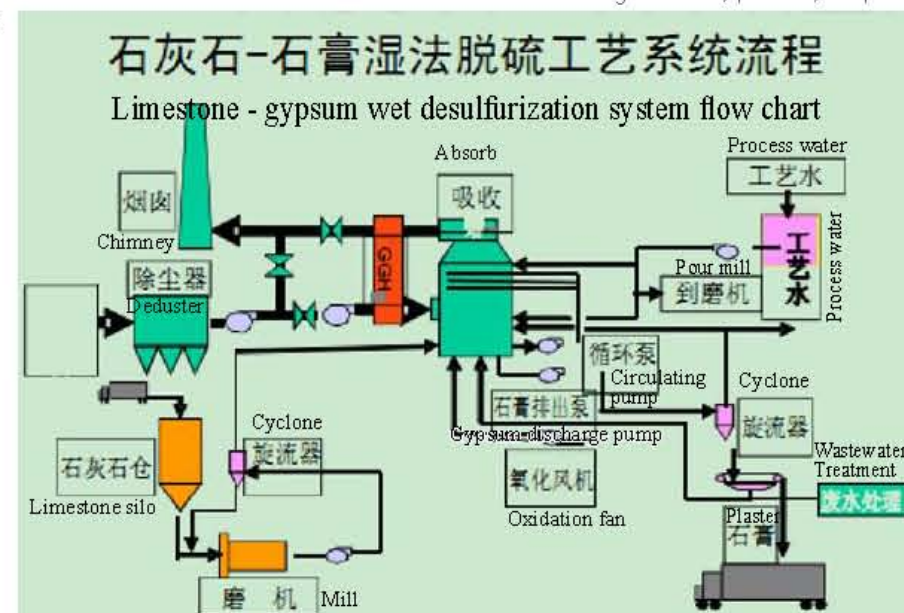 石灰石-石膏湿法脱硫工艺系统流程
Limestone - gypsum wet desulfurization system flow chart
Absorb
吸收
Process water
工艺水
烟囱
Chimney
GGH
工艺水
Process water
Pour mill
到磨机
除尘器
Deduster
循环泵
Circulating
pump
Cyclone
旋流器
石膏排出泵
Gypsum discharge pump
Cyclone
旋流器
石灰石仓
Limestone silo
氧化风机
Oxidation fan
Wastewater
Treatment
废水处理
Plaster
石膏
磨 机
Mill